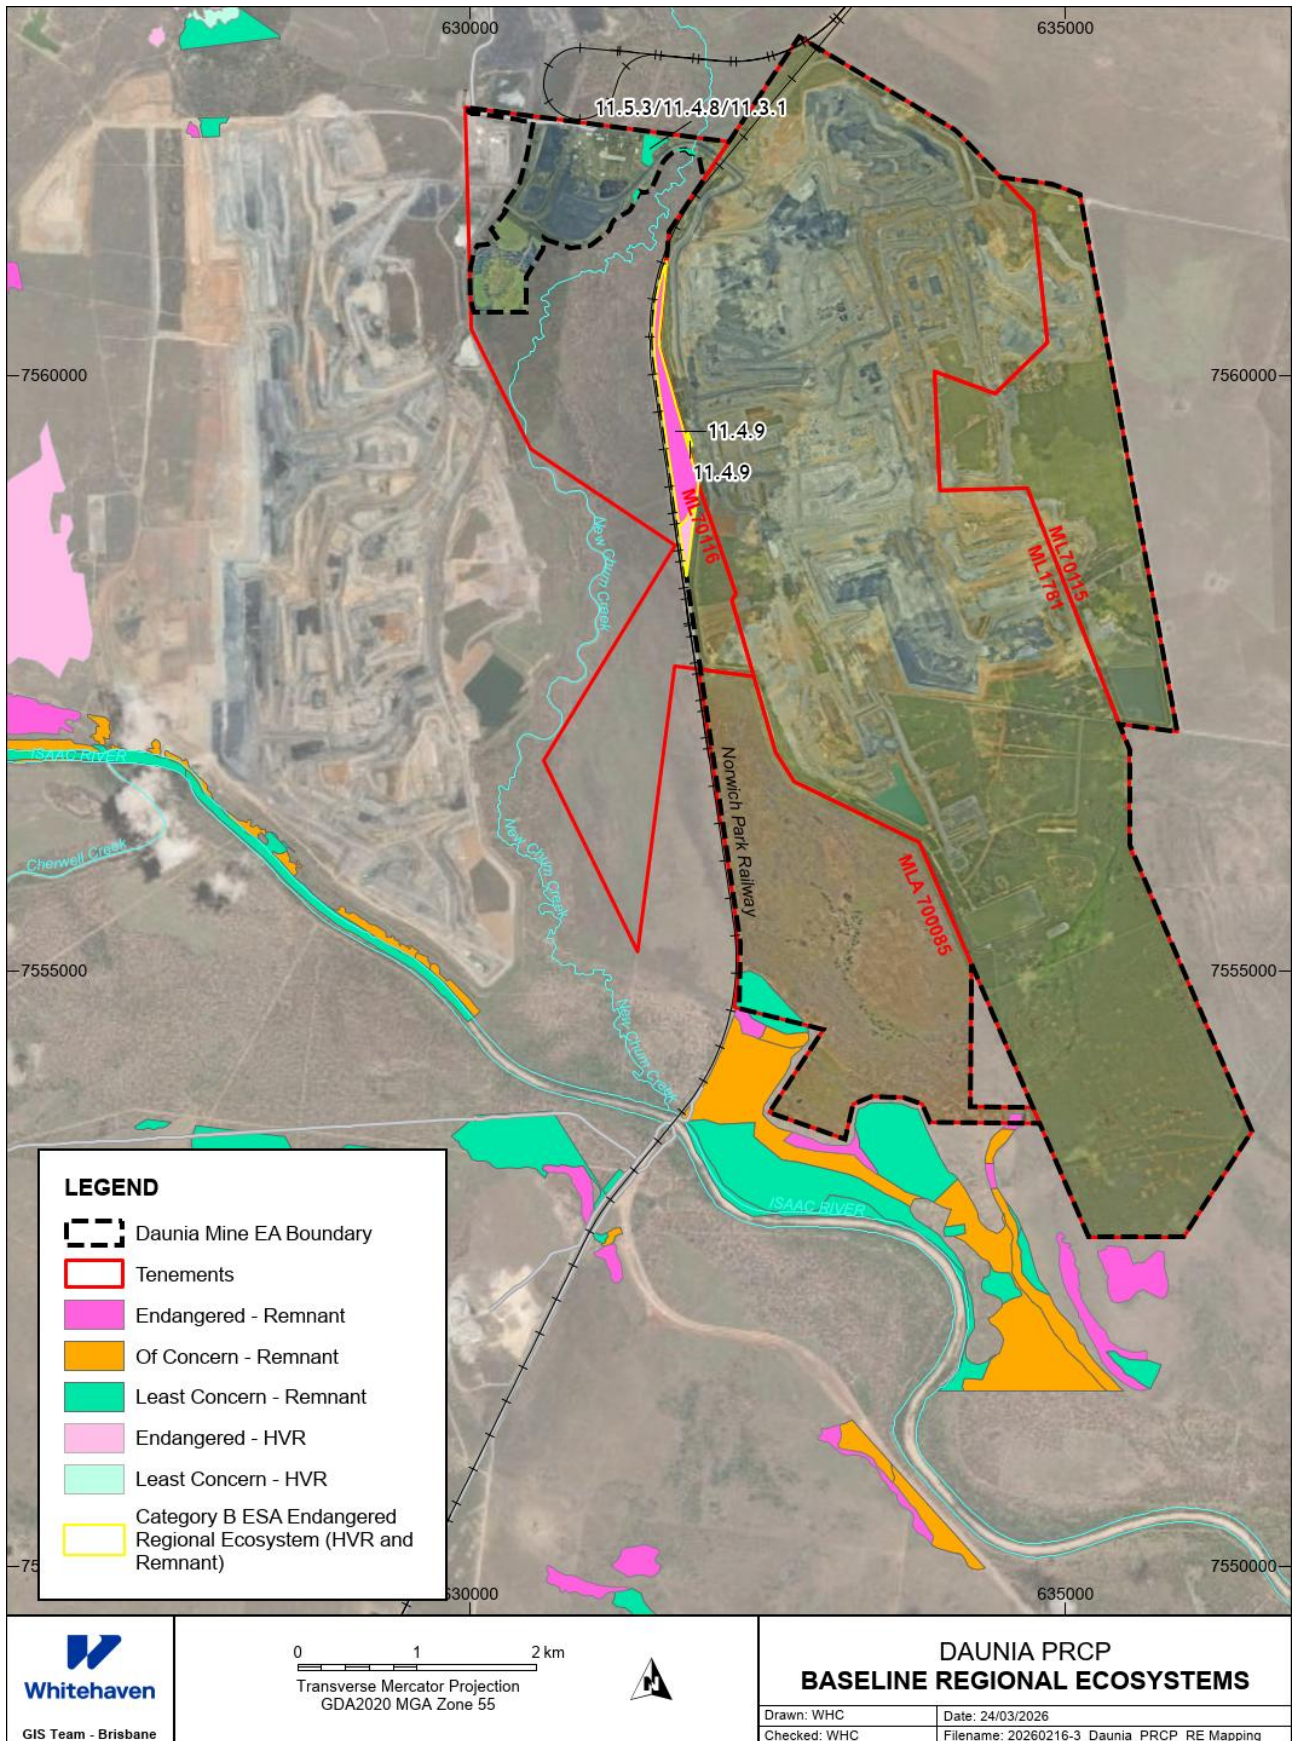 630000
635000
11.5.3/11.4.8/11.3.1
7560000
7560000
11.4.9
11.4.9
ML70116
ML70115
ML1781
New Chum Creek
ISAAC RIVER
Cherwell Creek
New Chum Creek
Norwich Park Railway
MLA 700085
7555000
7555000
New Chum Creek
ISAAC RIVER
LEGEND
Daunia Mine EA Boundary
Tenements
Endangered - Remnant
Of Concern - Remnant
Least Concern - Remnant
Endangered - HVR
Least Concern - HVR
Category B ESA Endangered
Regional Ecosystem (HVR and
Remnant)
75
7550000
630000
635000
Whitehaven
GIS Team - Brisbane
0 1 2 km
Transverse Mercator Projection
GDA2020 MGA Zone 55
N
DAUNIA PRCP
BASELINE REGIONAL ECOSYSTEMS
Drawn: WHC
Date: 24/03/2026
Checked: WHC
Filename: 20260216-3_Daunia_PRCP_RE Mapping